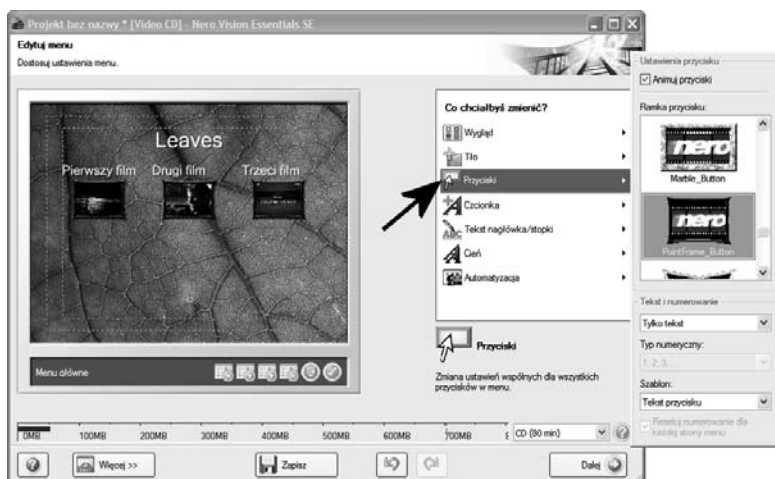 Projekt bez nazwy * [Video CD] - Nero Vision Essentials SE
Edytuj menu
Dostosuj ustawienia menu.
Leaves
Pierwszy film Drugi film Trzeci film
Menu główne
Co chciałbyś zmienić?
Wygląd
Tło
Przyciski
Czcionka
Tekst nagłówka/stopki
Cień
Automatyzacja
Przyciski
Zmiana ustawień wspólnych dla wszystkich
przycisków w menu.
Ustawienia przycisku
Animuj przyciski
Ramka przycisku:
nero
Marble_Button
nero
PointFrame_Button
Tekst i numerowanie
Tylko tekst
Typ numeryczny:
1, 2, 3, ...
Szablon:
Tekst przycisku
Resetuj numerowanie dla
każdej strony menu
0MB 100MB 200MB 300MB 400MB 500MB 600MB 700MB 8 CD (80 min)
Więcej >>
Zapisz
Dalej